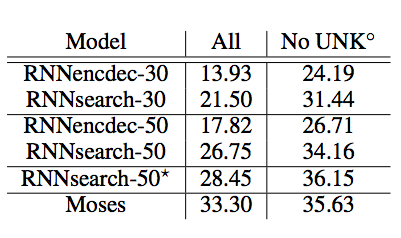 Model All No UNK°
RNNencdec-30 13.93 24.19
RNNsearch-30 21.50 31.44
RNNencdec-50 17.82 26.71
RNNsearch-50 26.75 34.16
RNNsearch-50* 28.45 36.15
Moses 33.30 35.63